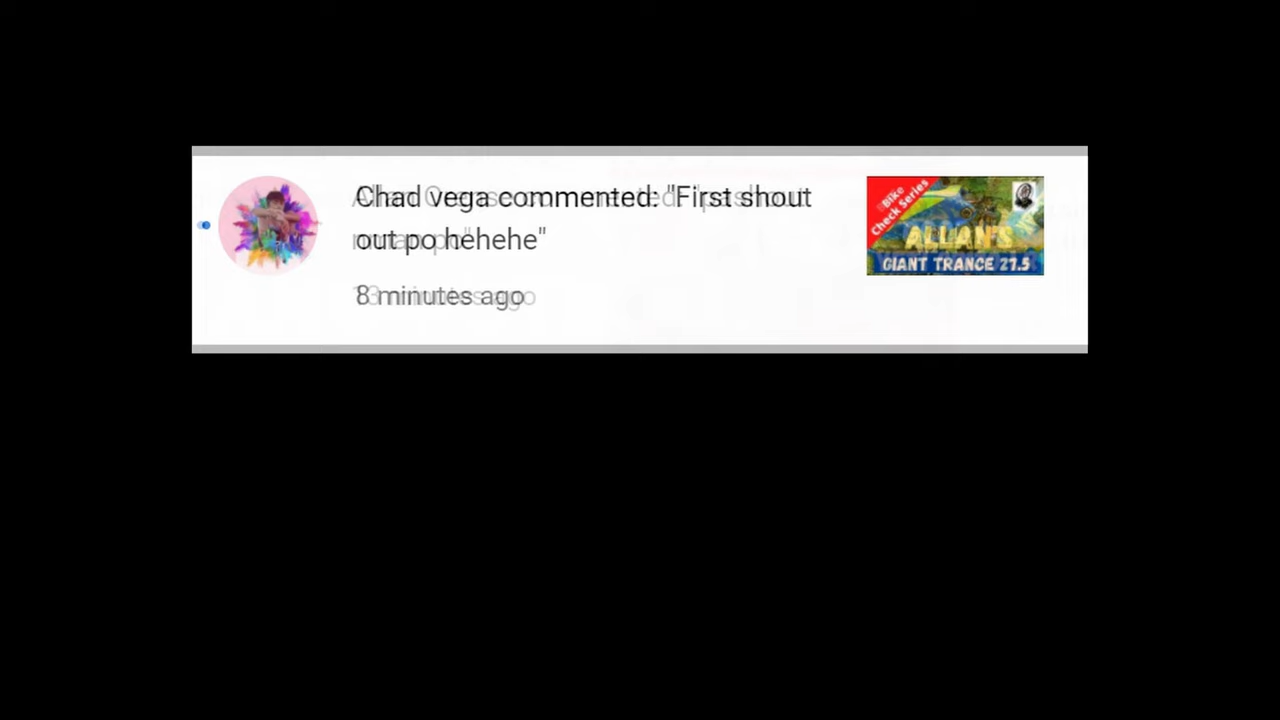 Chad vega commented: "First shout
out po hehehe"
8 minutes ago
Bike
Check Series
ALLAN'S
GIANT TRANCE 27.5